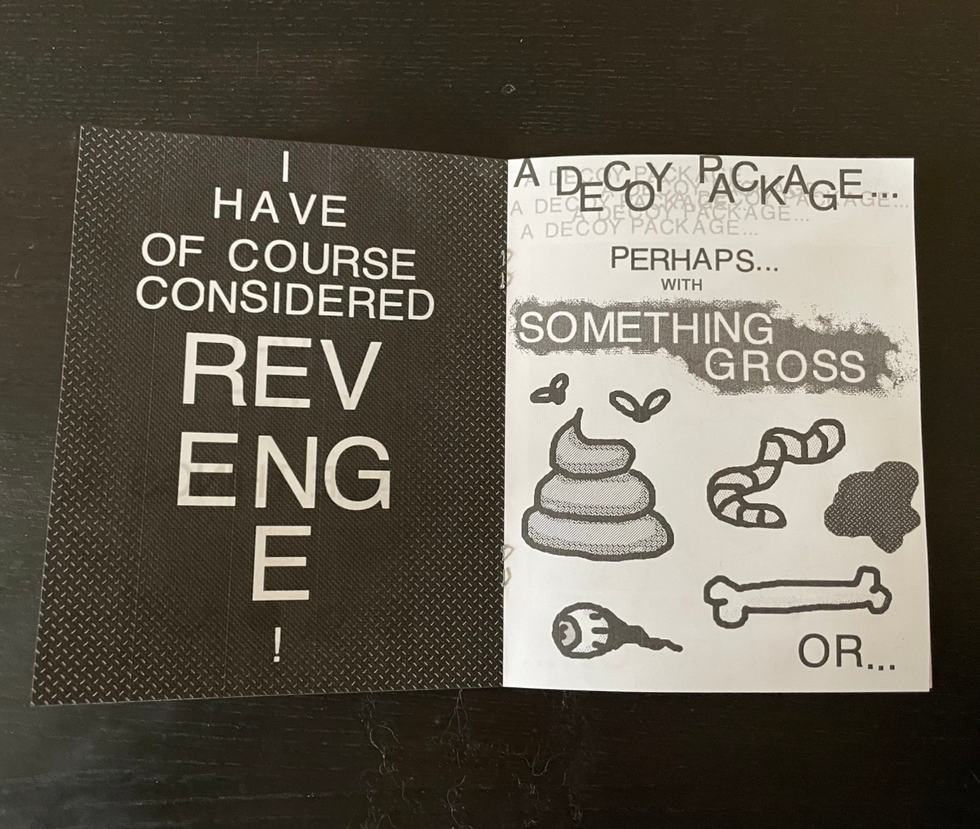 I
HAVE
OF COURSE
CONSIDERED
REV
ENG
E
!
A DECOY PACKAGE...
A DECOY PACKAGE...
A DECOY PACKAGE...
A DECOY PACKAGE...
PERHAPS...
WITH
SOMETHING
GROSS
OR...